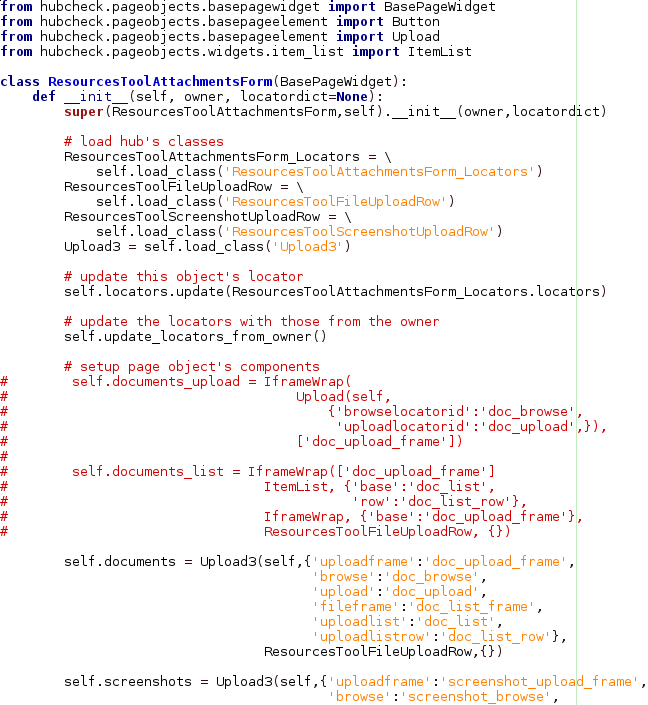 from hubcheck.pageobjects.basepagewidget import BasePageWidget
from hubcheck.pageobjects.basepageelement import Button
from hubcheck.pageobjects.basepageelement import Upload
from hubcheck.pageobjects.widgets.item_list import ItemList

class ResourcesToolAttachmentsForm(BasePageWidget):
    def __init__(self, owner, locatordict=None):
        super(ResourcesToolAttachmentsForm,self).__init__(owner,locatordict)

        # load hub's classes
        ResourcesToolAttachmentsForm_Locators = \
            self.load_class('ResourcesToolAttachmentsForm_Locators')
        ResourcesToolFileUploadRow = \
            self.load_class('ResourcesToolFileUploadRow')
        ResourcesToolScreenshotUploadRow = \
            self.load_class('ResourcesToolScreenshotUploadRow')
        Upload3 = self.load_class('Upload3')

        # update this object's locator
        self.locators.update(ResourcesToolAttachmentsForm_Locators.locators)

        # update the locators with those from the owner
        self.update_locators_from_owner()

        # setup page object's components
#        self.documents_upload = IframeWrap(
#                                    Upload(self,
#                                        {'browselocatorid':'doc_browse',
#                                         'uploadlocatorid':'doc_upload',}),
#                                    ['doc_upload_frame'])
#
#        self.documents_list = IframeWrap(['doc_upload_frame']
#                                ItemList, {'base':'doc_list',
#                                           'row':'doc_list_row'},
#                                IframeWrap, {'base':'doc_upload_frame'},
#                                ResourcesToolFileUploadRow, {})

        self.documents = Upload3(self,{'uploadframe':'doc_upload_frame',
                                       'browse':'doc_browse',
                                       'upload':'doc_upload',
                                       'fileframe':'doc_list_frame',
                                       'uploadlist':'doc_list',
                                       'uploadlistrow':'doc_list_row'},
                                 ResourcesToolFileUploadRow,{})

        self.screenshots = Upload3(self,{'uploadframe':'screenshot_upload_frame',
                                         'browse':'screenshot_browse',